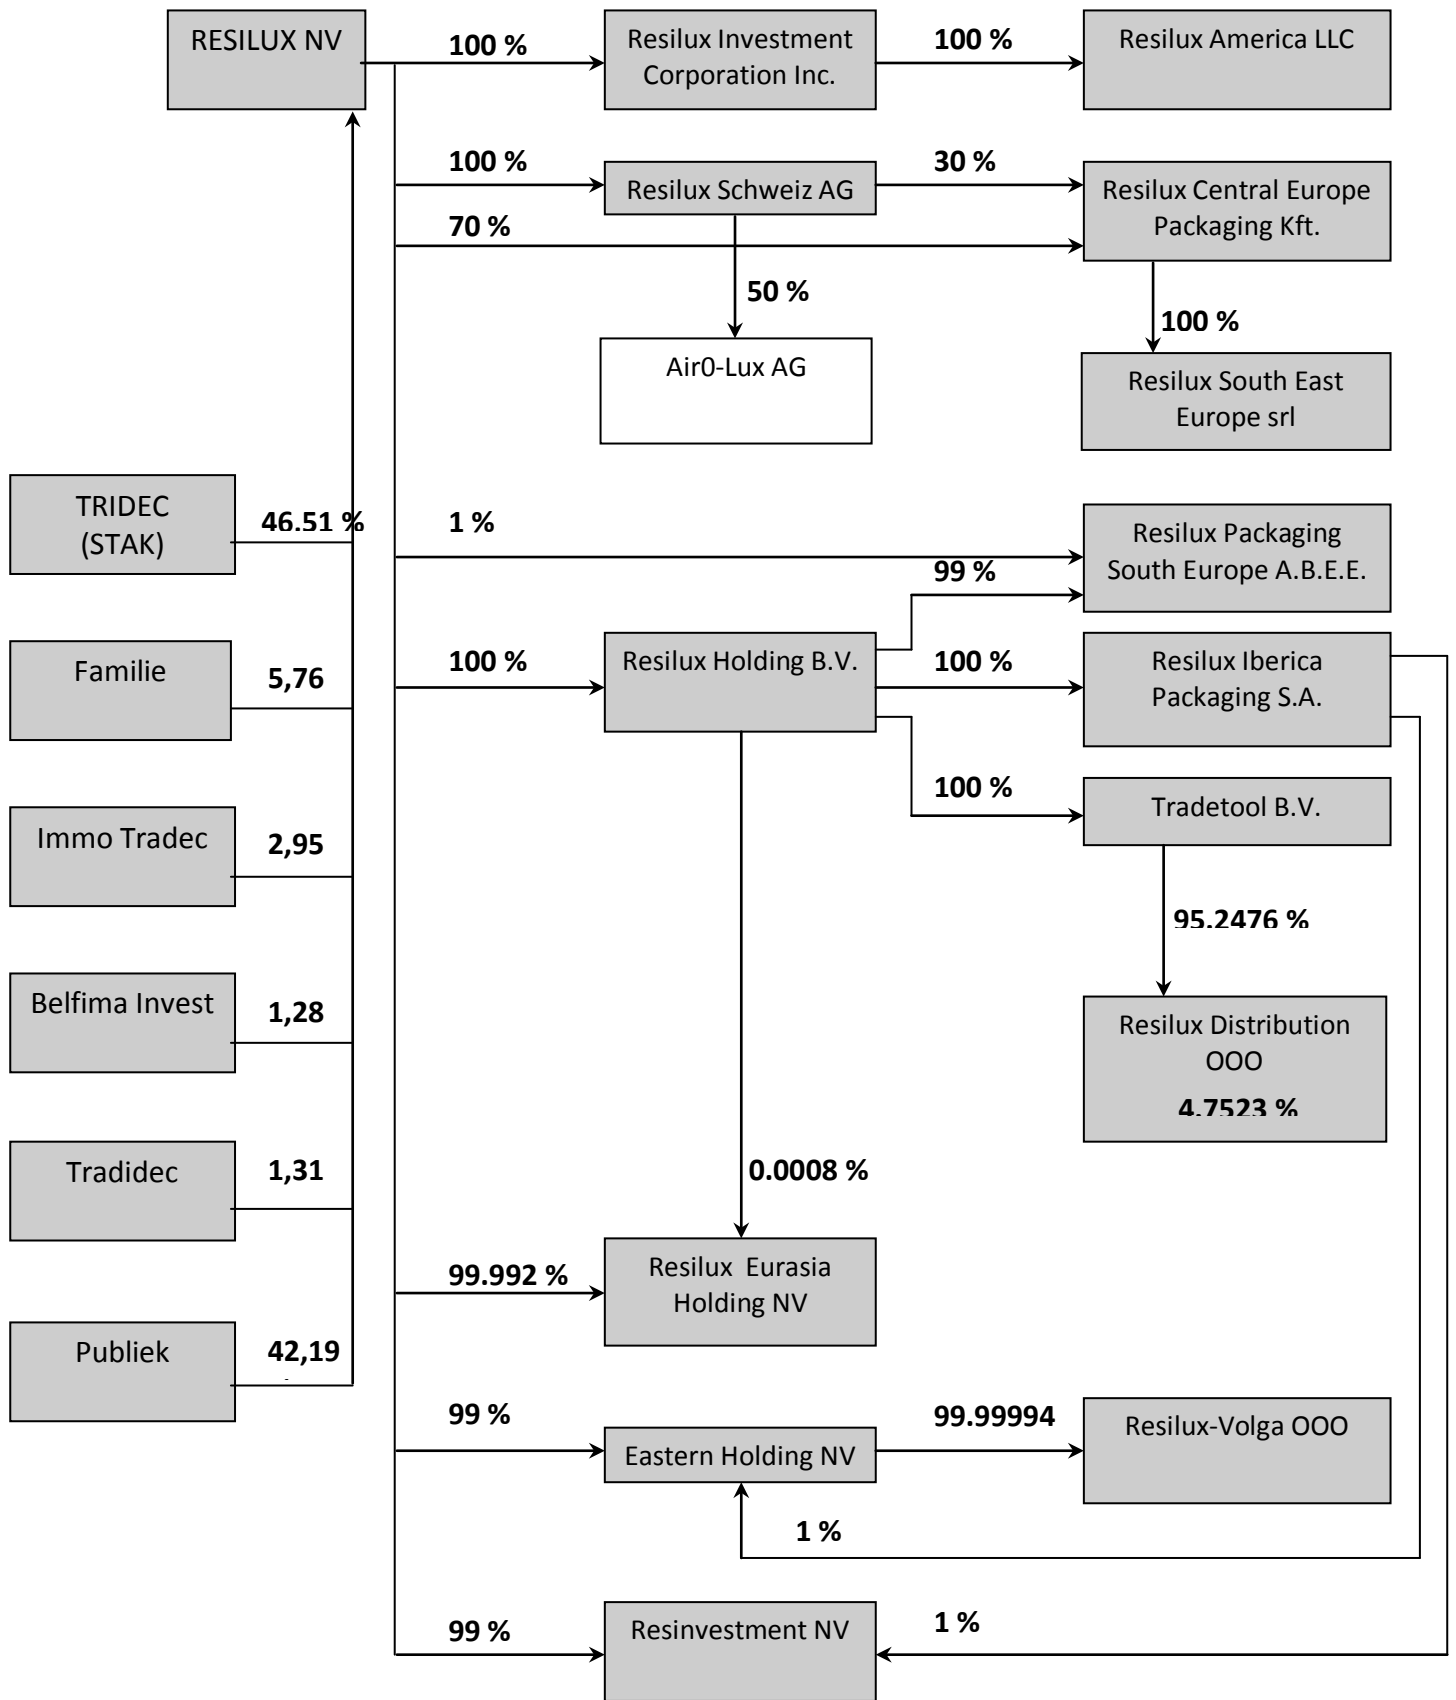 RESILUX NV
100 %
Resilux Investment
Corporation Inc.
100 %
Resilux America LLC
100 %
Resilux Schweiz AG
30 %
Resilux Central Europe
Packaging Kft.
70 %
50 %
100 %
Air0-Lux AG
Resilux South East
Europe srl
TRIDEC
(STAK)
46.51 %
1 %
Resilux Packaging
South Europe A.B.E.E.
99 %
Familie
5,76
100 %
Resilux Holding B.V.
100 %
Resilux Iberica
Packaging S.A.
100 %
Tradetool B.V.
Immo Tradec
2,95
95.2476 %
Belfima Invest
1,28
Resilux Distribution
OOO
4.7523 %
Tradidec
1,31
0.0008 %
99.992 %
Resilux Eurasia
Holding NV
Publiek
42,19
99 %
Eastern Holding NV
99.99994
Resilux-Volga OOO
1 %
99 %
Resinvestment NV
1 %